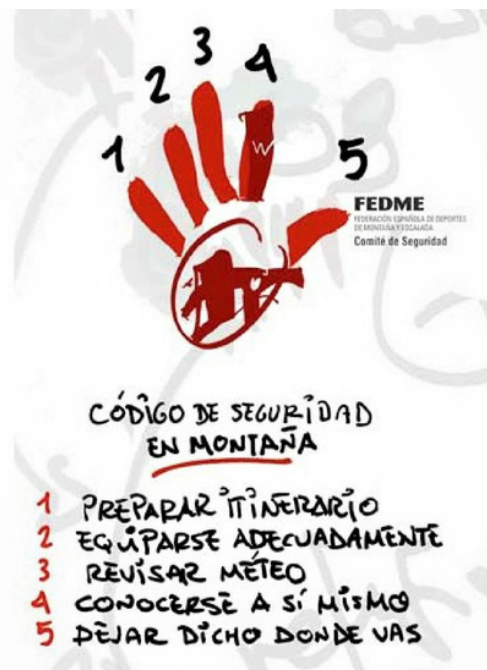 1
2
3
4
5
FEDME
FEDERACIÓN ESPAÑOLA DE DEPORTES
DE MONTAÑA Y ESCALADA
Comité de Seguridad
CÓDIGO DE SEGURIDAD
EN MONTAÑA
1 PREPARAR ITINERARIO
2 EQUIPARSE ADECUADAMENTE
3 REVISAR MÉTEO
4 CONOCERSE A SÍ MISMO
5 DEJAR DICHO DONDE VAS